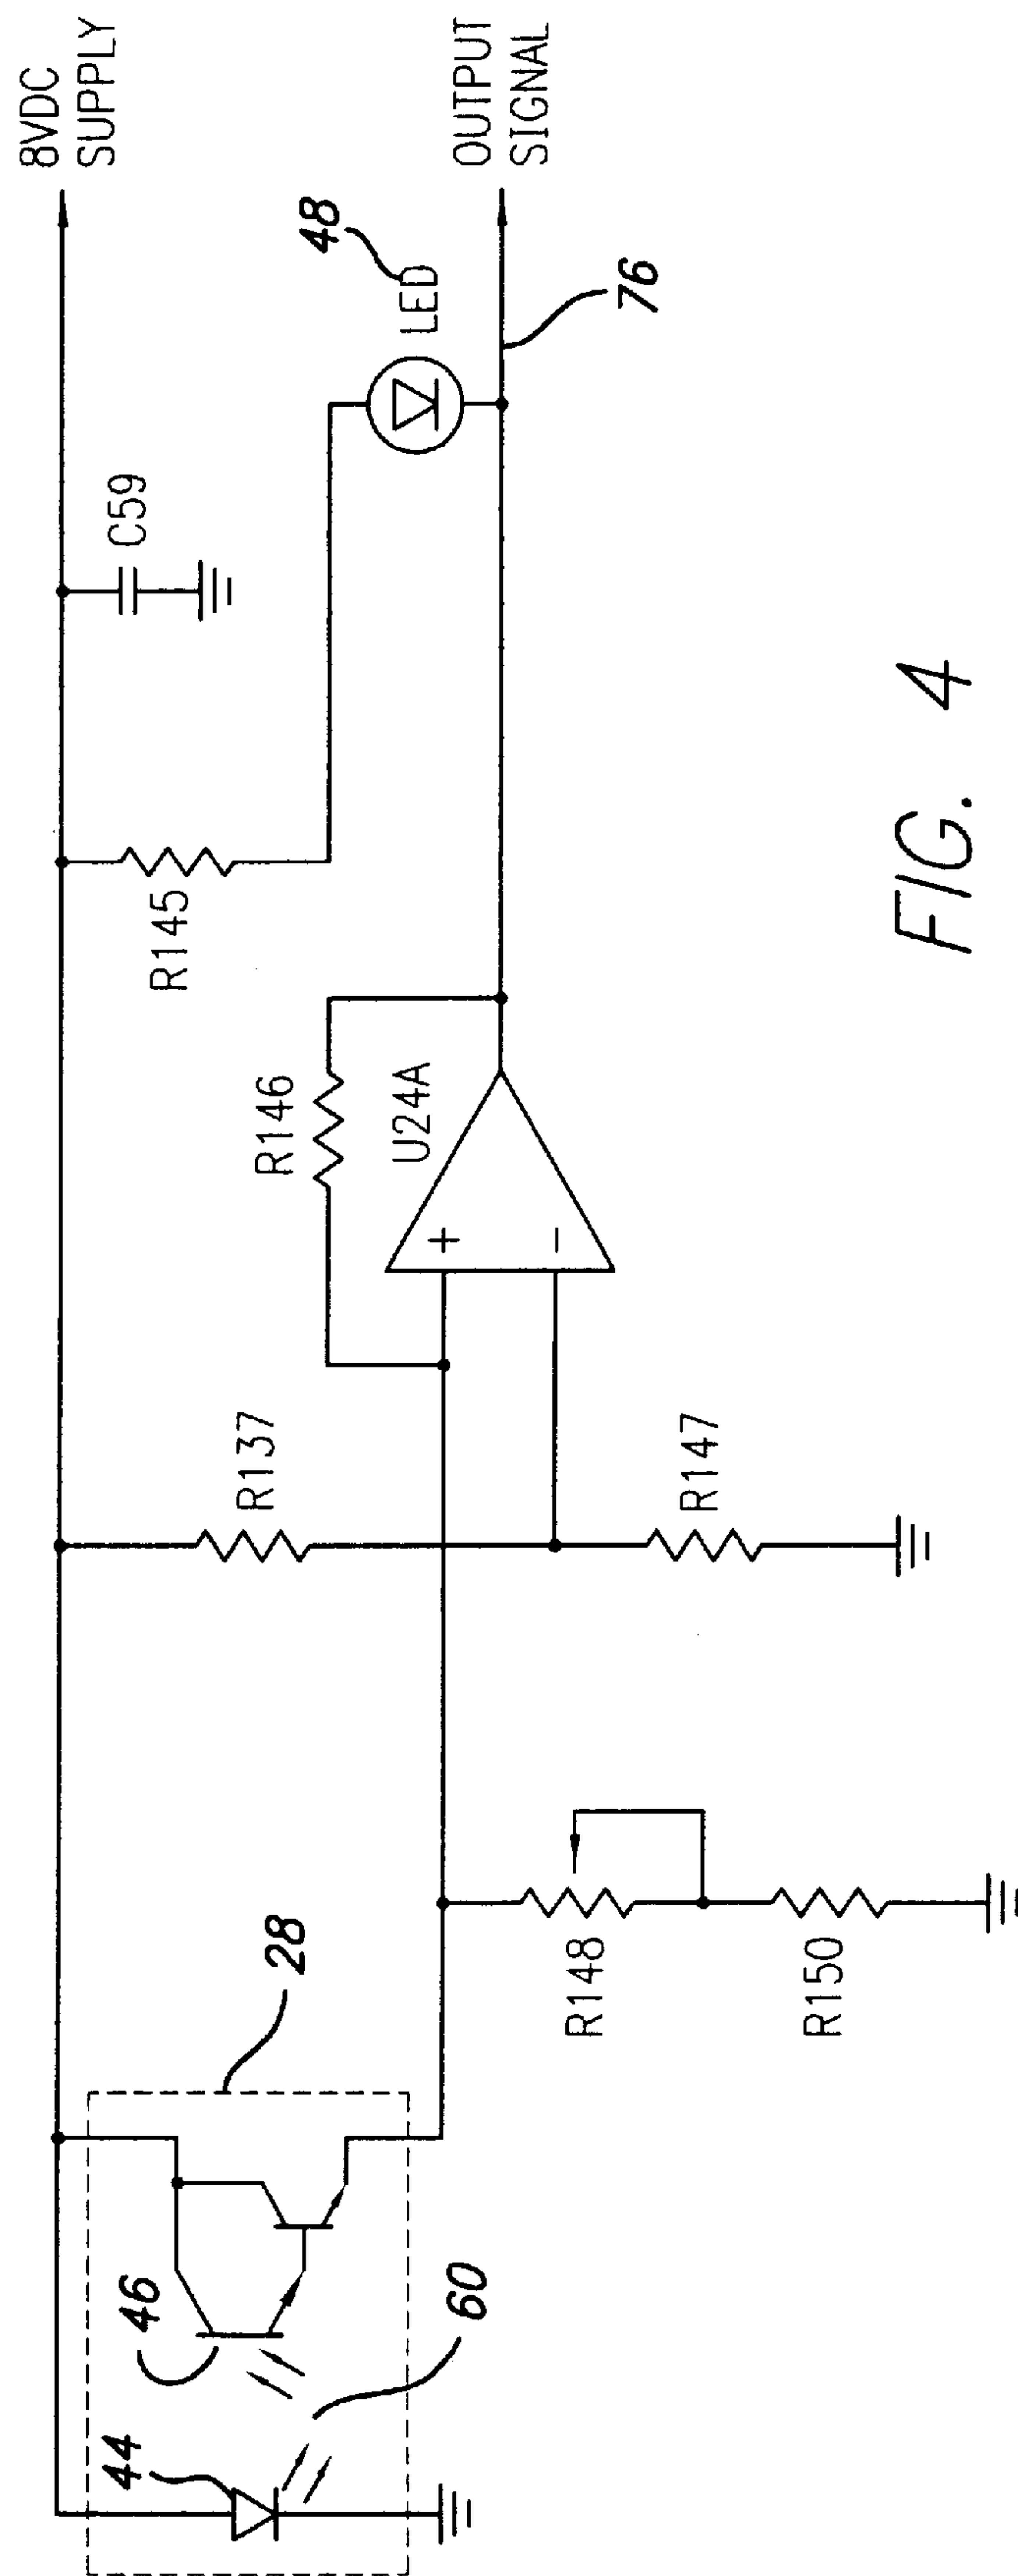 8VDC
SUPPLY
OUTPUT
SIGNAL
48
LED
76
C59
R145
R146
U24A
+
−
R137
R147
R148
R150
28
46
60
44
FIG. 4